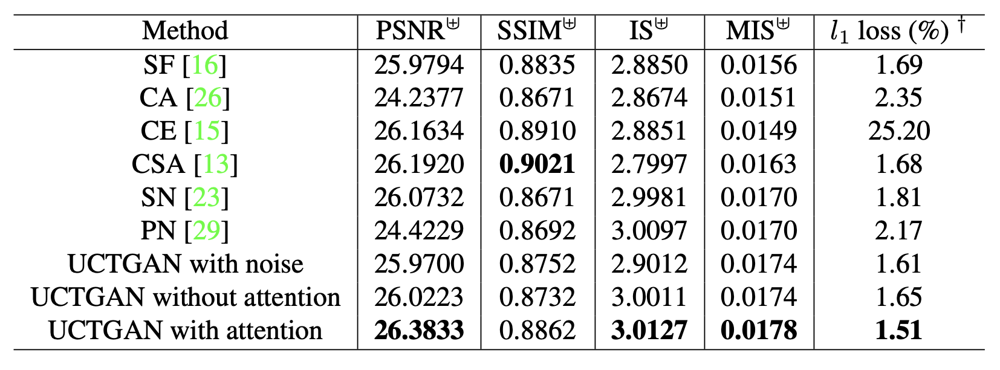 Method PSNR⊎ SSIM⊎ IS⊎ MIS⊎ l1 loss (%) †
SF [16] 25.9794 0.8835 2.8850 0.0156 1.69
CA [26] 24.2377 0.8671 2.8674 0.0151 2.35
CE [15] 26.1634 0.8910 2.8851 0.0149 25.20
CSA [13] 26.1920 0.9021 2.7997 0.0163 1.68
SN [23] 26.0732 0.8671 2.9981 0.0170 1.81
PN [29] 24.4229 0.8692 3.0097 0.0170 2.17
UCTGAN with noise 25.9700 0.8752 2.9012 0.0174 1.61
UCTGAN without attention 26.0223 0.8732 3.0011 0.0174 1.65
UCTGAN with attention 26.3833 0.8862 3.0127 0.0178 1.51